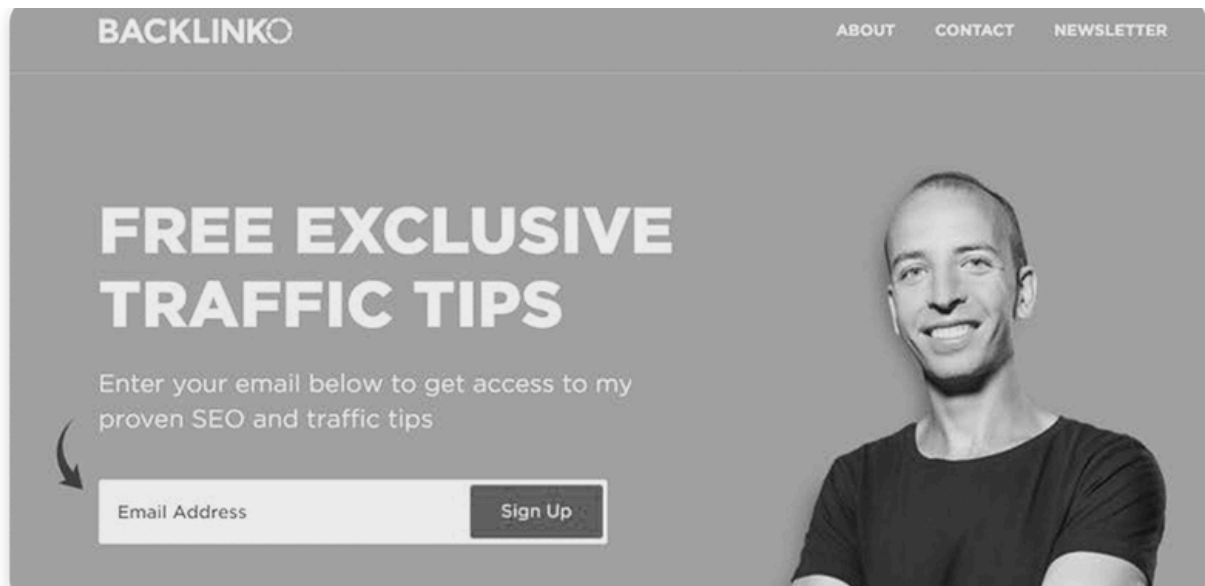 BACKLINKO
ABOUT CONTACT NEWSLETTER
FREE EXCLUSIVE
TRAFFIC TIPS
Enter your email below to get access to my
proven SEO and traffic tips
Email Address Sign Up